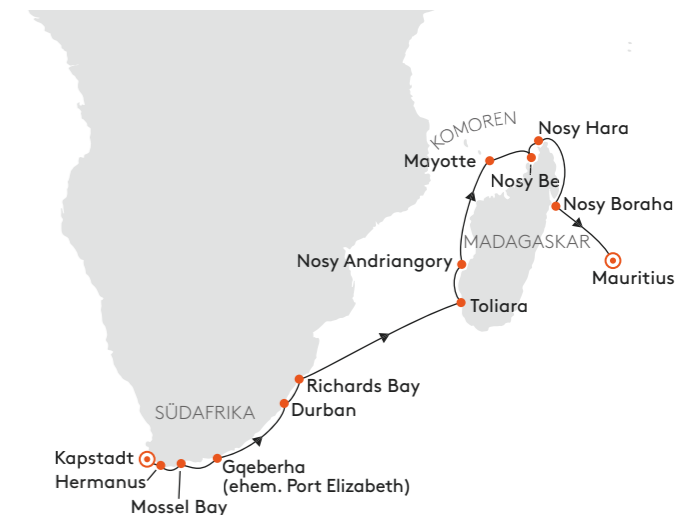 KOMOREN
Nosy Hara
Mayotte
Nosy Be
Nosy Boraha
MADAGASKAR
Nosy Andriangory
Mauritius
Toliara
Richards Bay
SÜDAFRIKA
Durban
Kapstadt
Gqeberha
(ehem. Port Elizabeth)
Hermanus
Mossel Bay